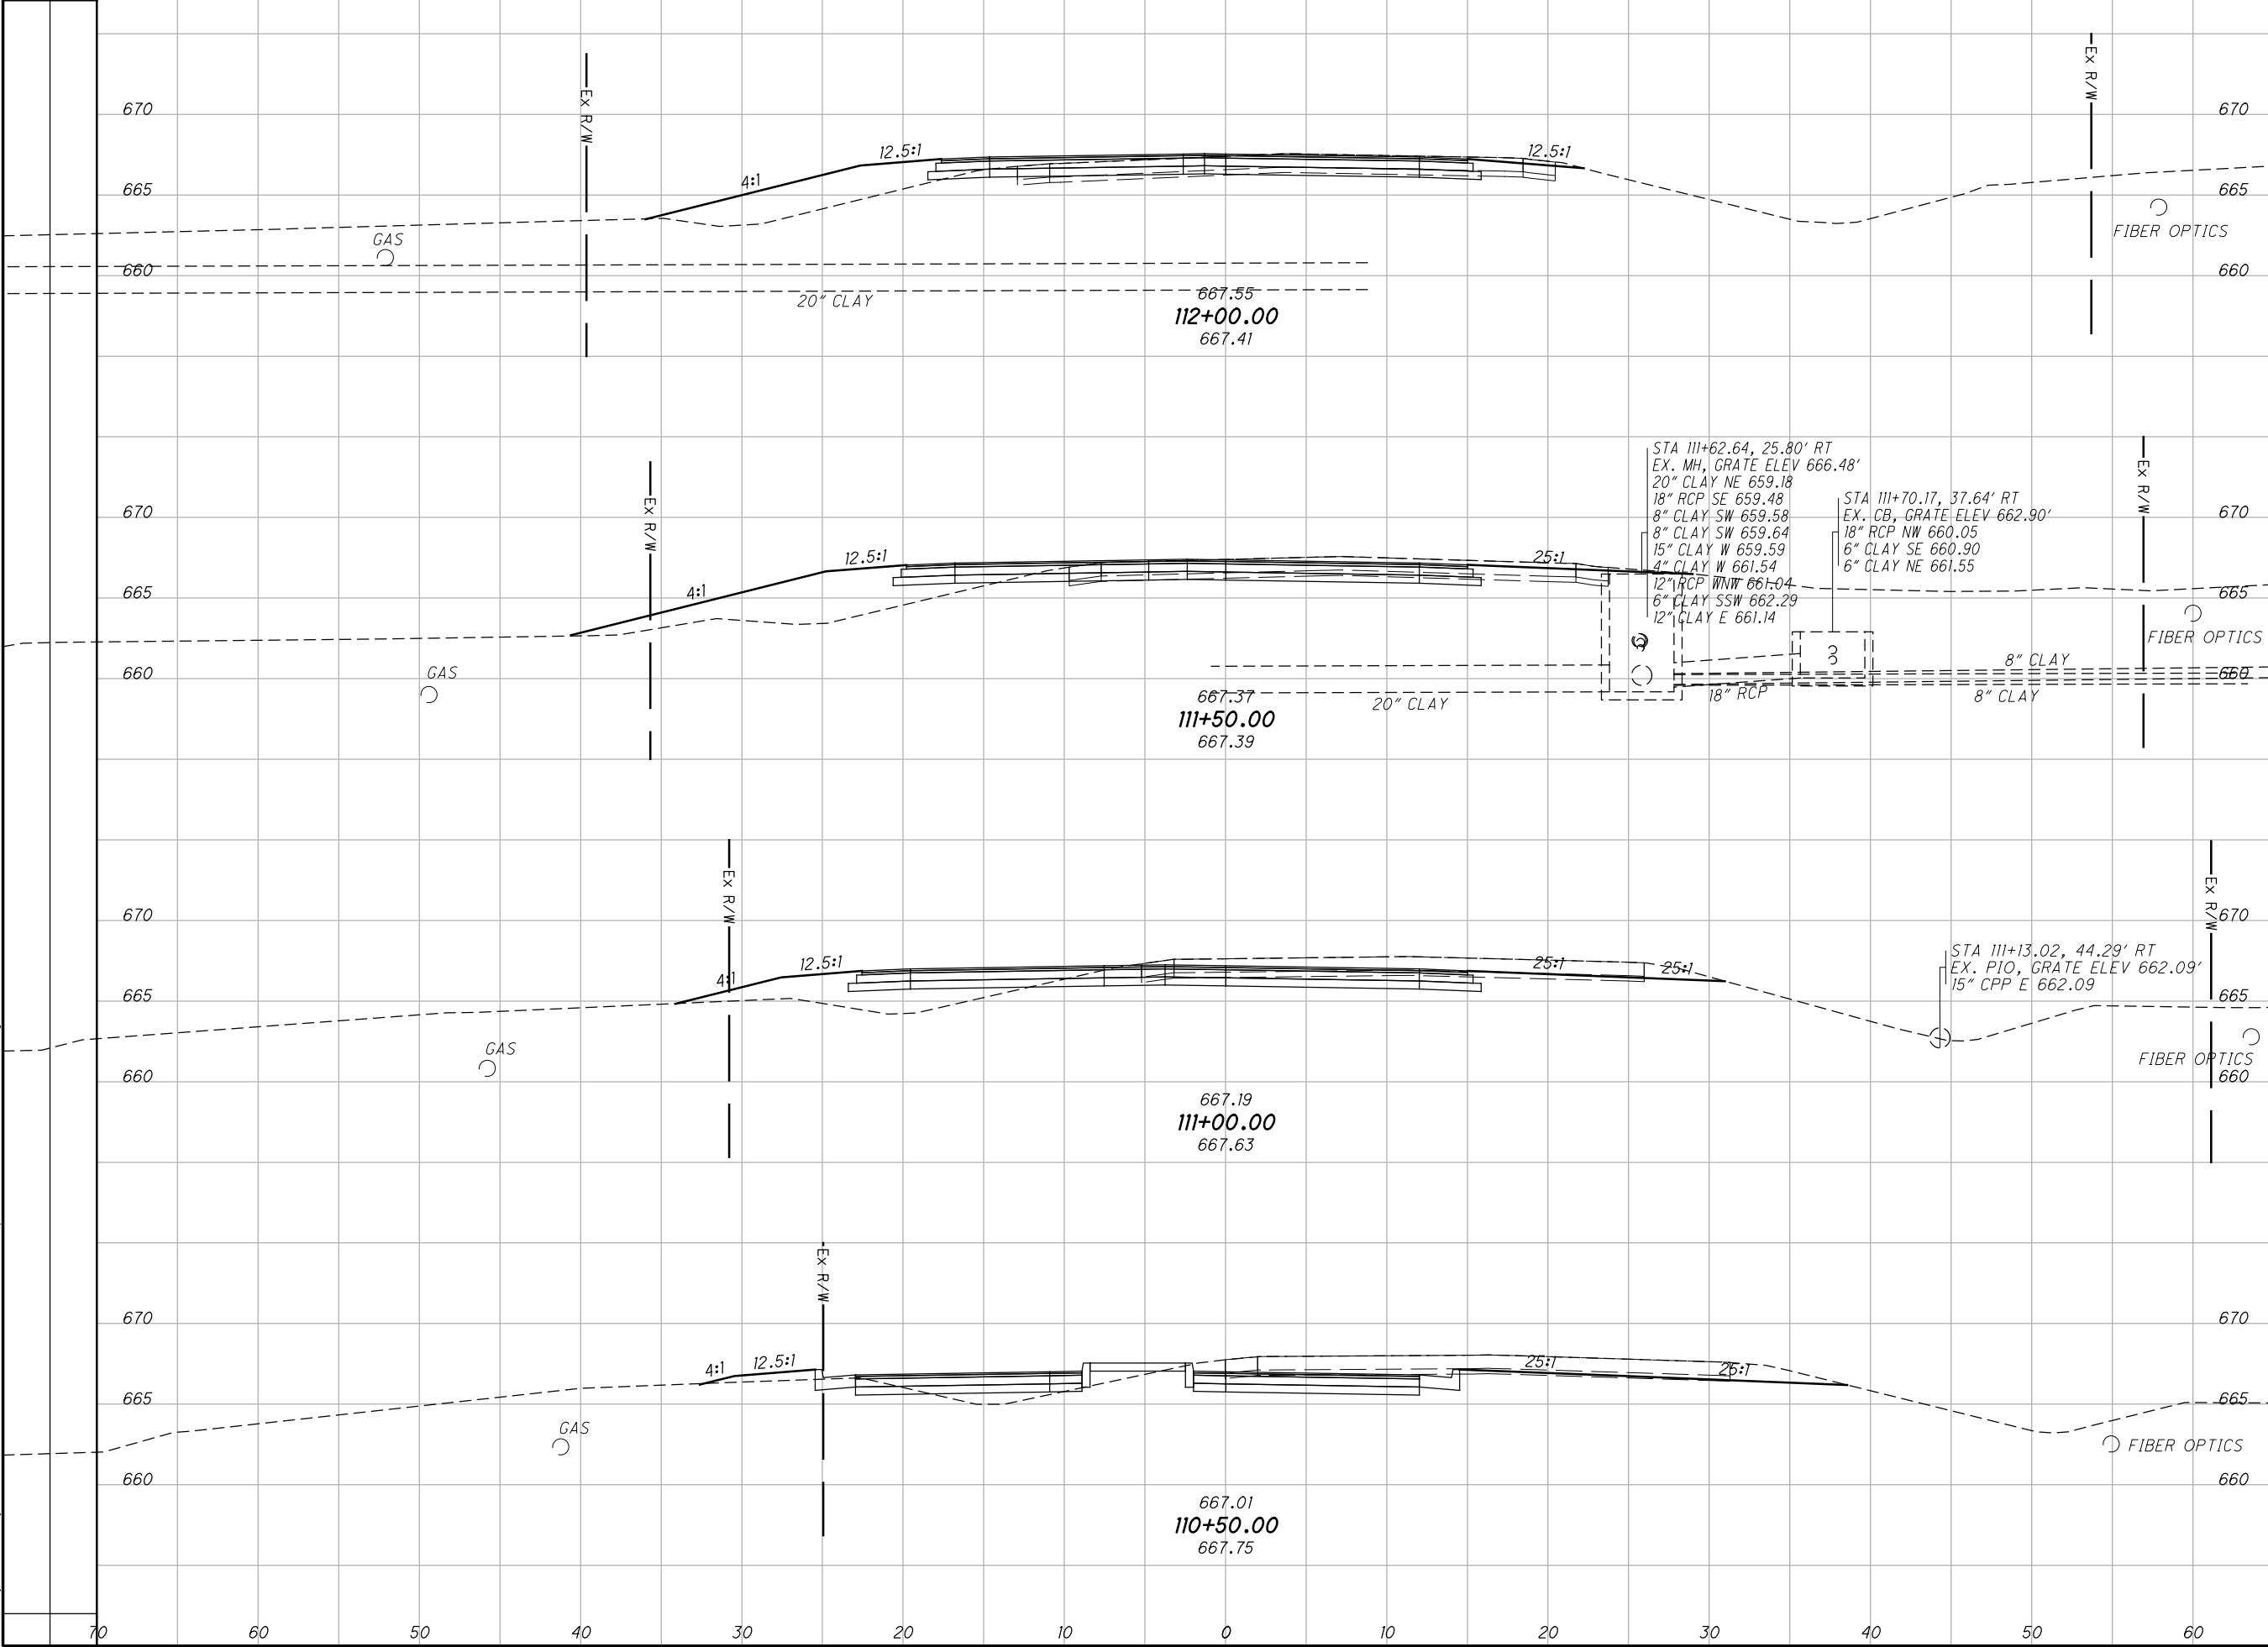 Ex R/W
Ex R/W
670
670
12.5:1
12.5:1
4:1
665
665
GAS
FIBER OPTICS
660
660
20" CLAY
667.55
112+00.00
667.41
Ex R/W
Ex R/W
STA 111+62.64, 25.80' RT
EX. MH, GRATE ELEV 666.48'
20" CLAY NE 659.18
18" RCP SE 659.48
8" CLAY SW 659.58
8" CLAY SW 659.64
15" CLAY W 659.59
4" CLAY W 661.54
12" RCP WNW 661.04
6" CLAY SSW 662.29
12" CLAY E 661.14
STA 111+70.17, 37.64' RT
EX. CB, GRATE ELEV 662.90'
18" RCP NW 660.05
6" CLAY SE 660.90
6" CLAY NE 661.55
670
670
12.5:1
25:1
4:1
665
665
FIBER OPTICS
GAS
8" CLAY
660
660
667.37
20" CLAY
18" RCP
8" CLAY
111+50.00
667.39
Ex R/W
Ex R/W
670
670
STA 111+13.02, 44.29' RT
EX. PIO, GRATE ELEV 662.09'
15" CPP E 662.09
12.5:1
25:1
25:1
4:1
665
665
GAS
FIBER OPTICS
660
660
667.19
111+00.00
667.63
Ex R/W
670
670
4:1
12.5:1
25:1
25:1
665
665
GAS
FIBER OPTICS
660
660
667.01
110+50.00
667.75
70 60 50 40 30 20 10 0 10 20 30 40 50 60